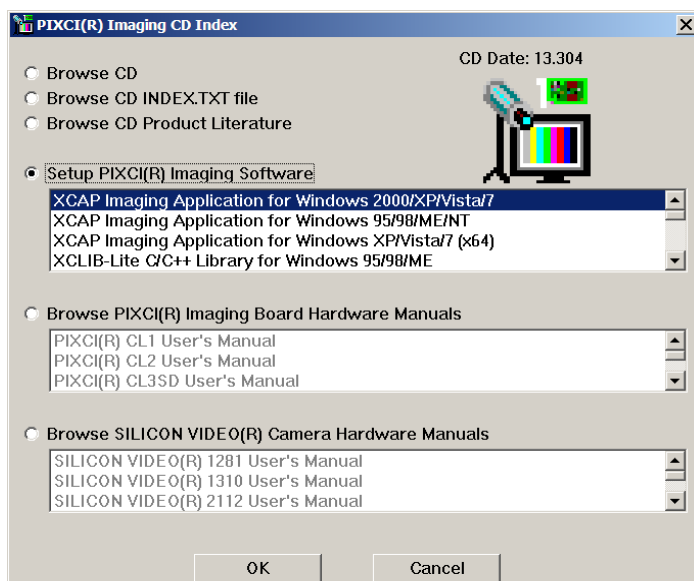 PIXCI(R) Imaging CD Index
CD Date: 13.304
Browse CD
Browse CD INDEX.TXT file
Browse CD Product Literature
Setup PIXCI(R) Imaging Software
XCAP Imaging Application for Windows 2000/XP/Vista/7
XCAP Imaging Application for Windows 95/98/ME/NT
XCAP Imaging Application for Windows XP/Vista/7 (x64)
XCLIB-Lite C/C++ Library for Windows 95/98/ME
Browse PIXCI(R) Imaging Board Hardware Manuals
PIXCI(R) CL1 User's Manual
PIXCI(R) CL2 User's Manual
PIXCI(R) CL3SD User's Manual
Browse SILICON VIDEO(R) Camera Hardware Manuals
SILICON VIDEO(R) 1281 User's Manual
SILICON VIDEO(R) 1310 User's Manual
SILICON VIDEO(R) 2112 User's Manual
OK Cancel